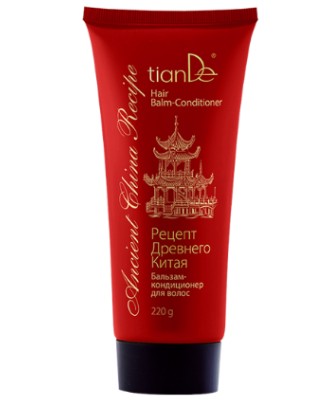 tianDe®
Hair
Balm-Conditioner
Ancient China Recipe
Рецепт
Древнего
Китая
Бальзам-
кондиционер
для волос
220 g